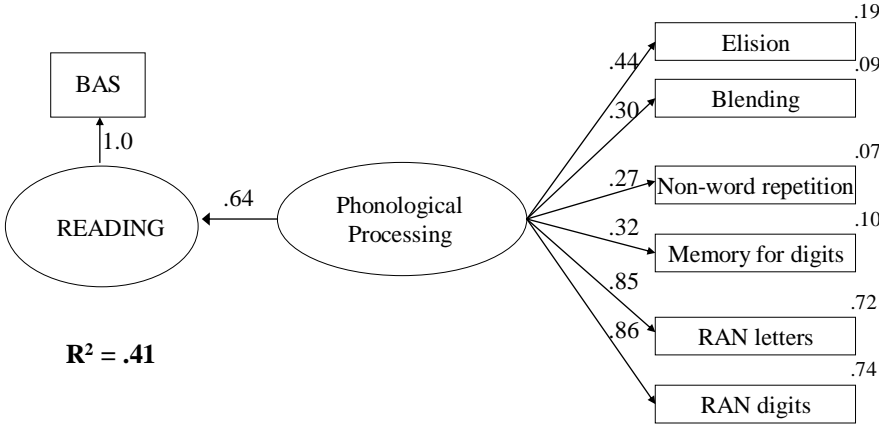 .19
Elision
.44
.09
BAS
Blending
.30
1.0
.07
.27
Non-word repetition
.64
Phonological
Processing
READING
.32
.10
Memory for digits
.85
.72
RAN letters
.86
R² = .41
.74
RAN digits